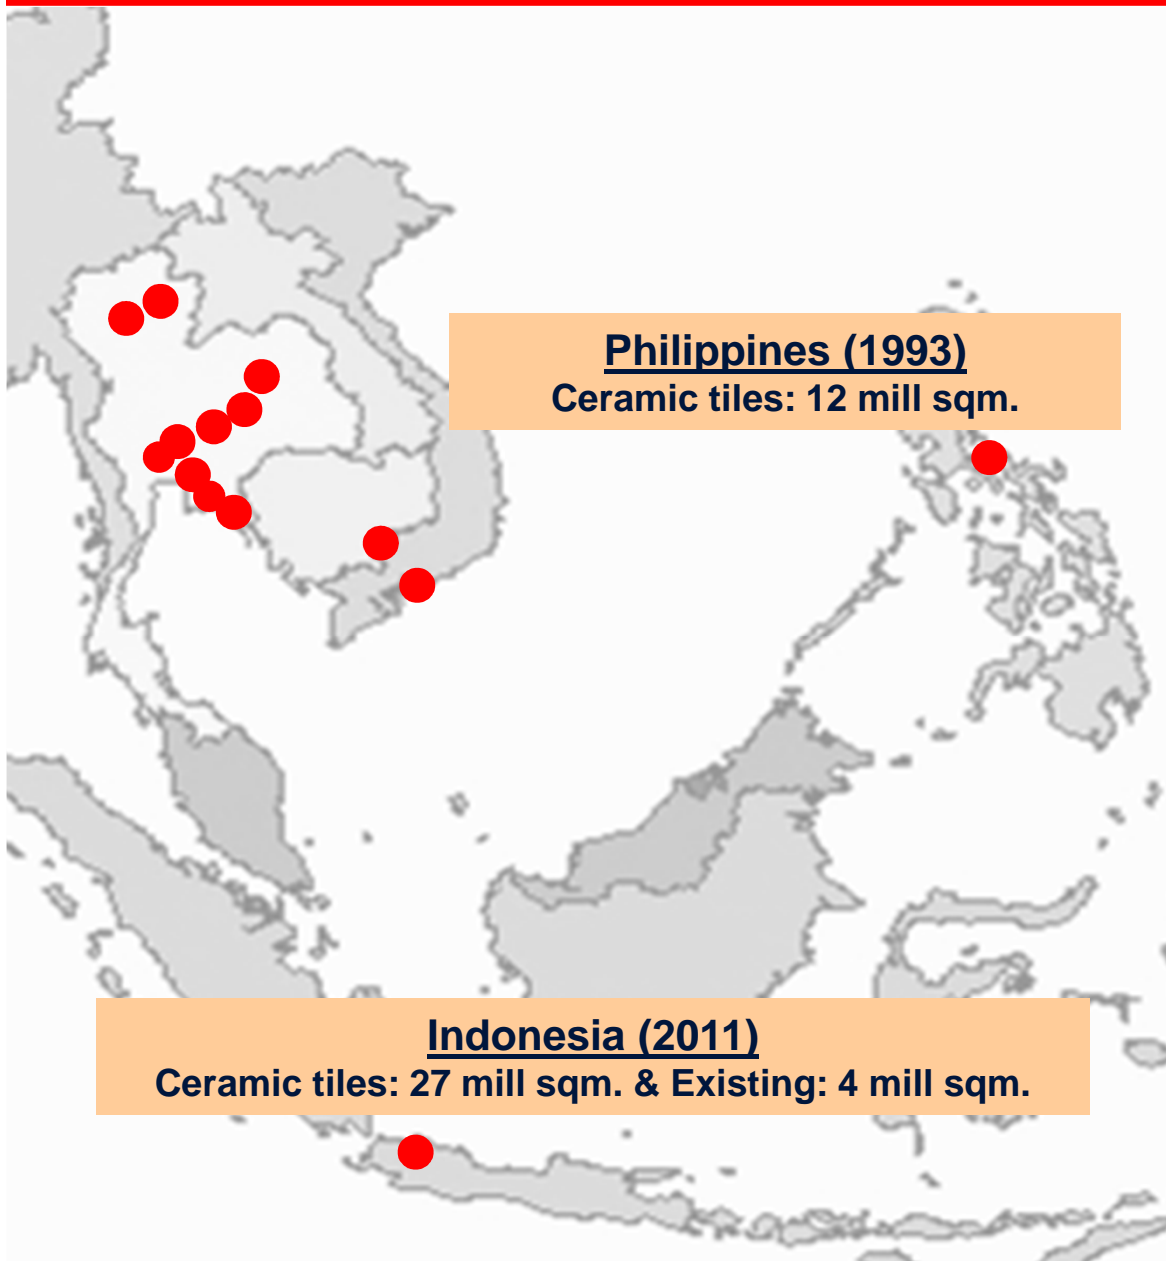 Philippines (1993)
Ceramic tiles: 12 mill sqm.
Indonesia (2011)
Ceramic tiles: 27 mill sqm. & Existing: 4 mill sqm.